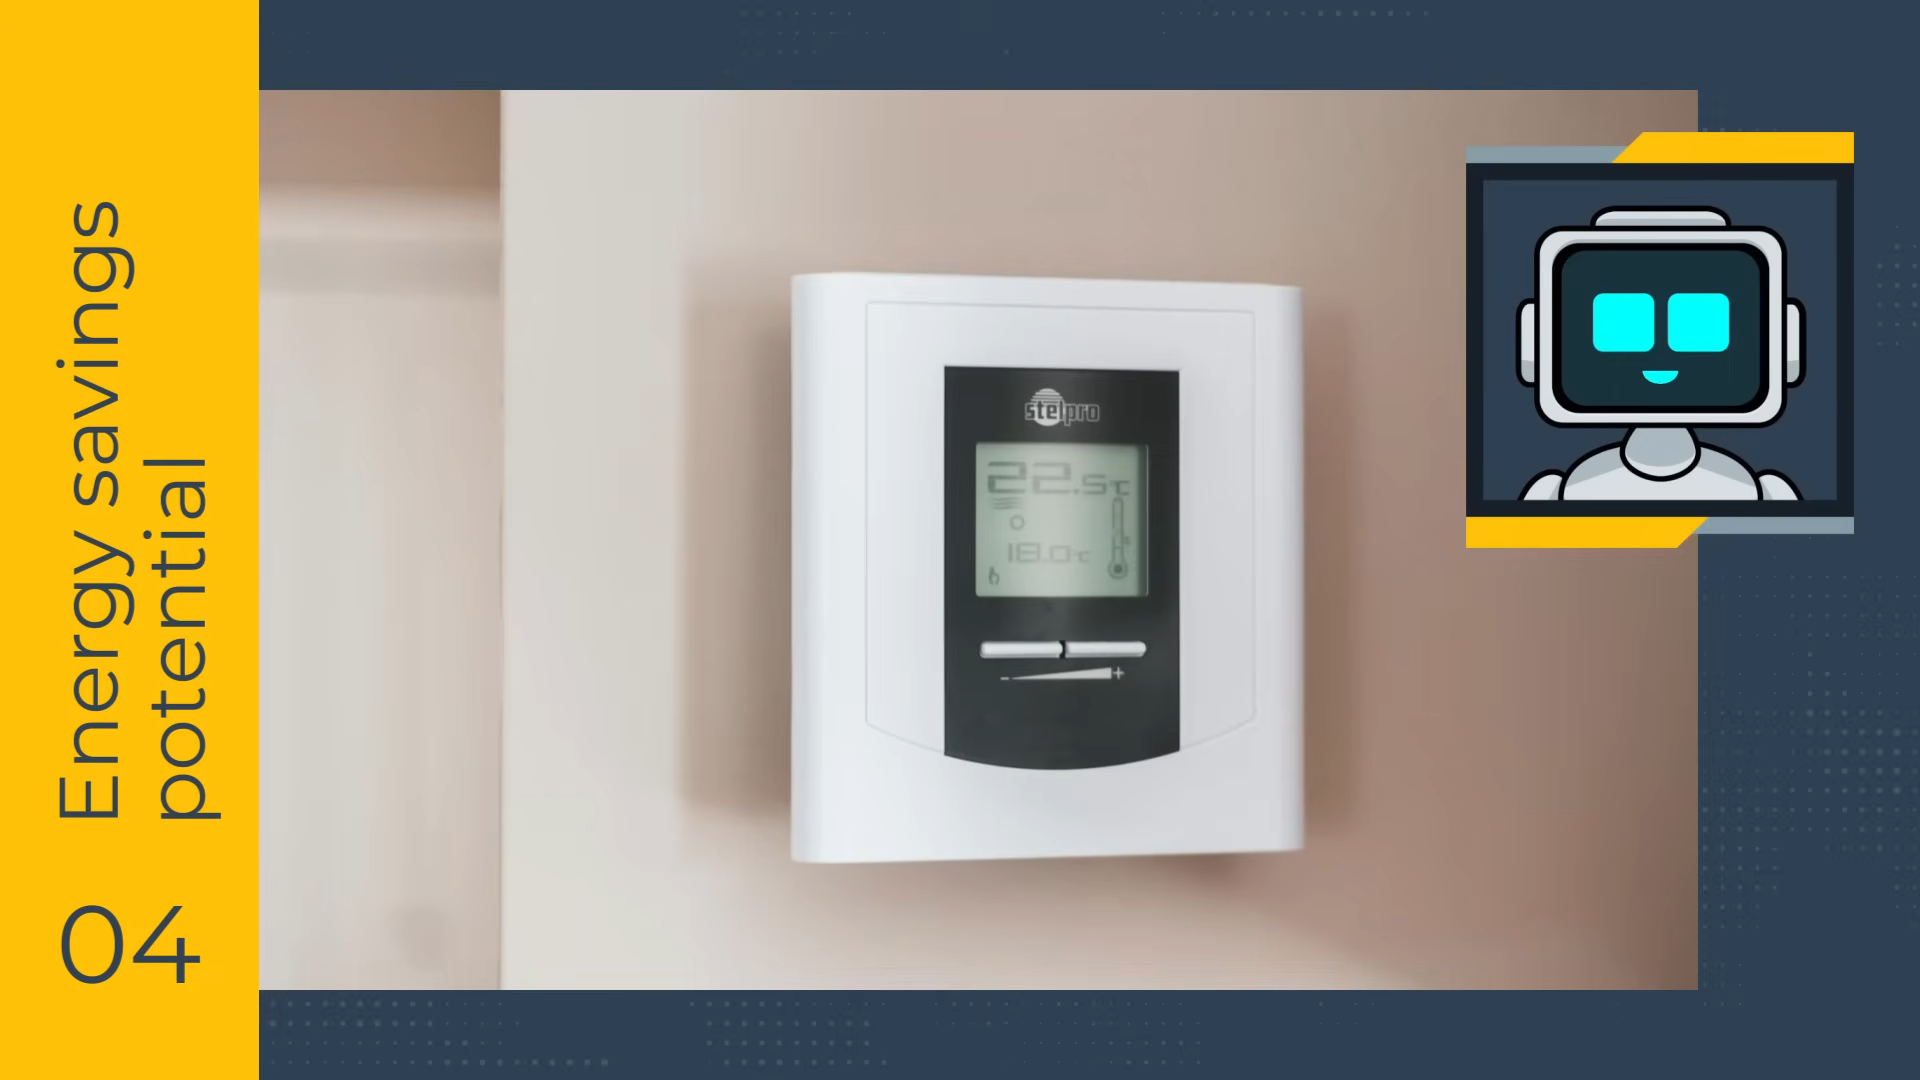 Energy savings
potential
04
stelpro
22.5°C
18.0°C
- +